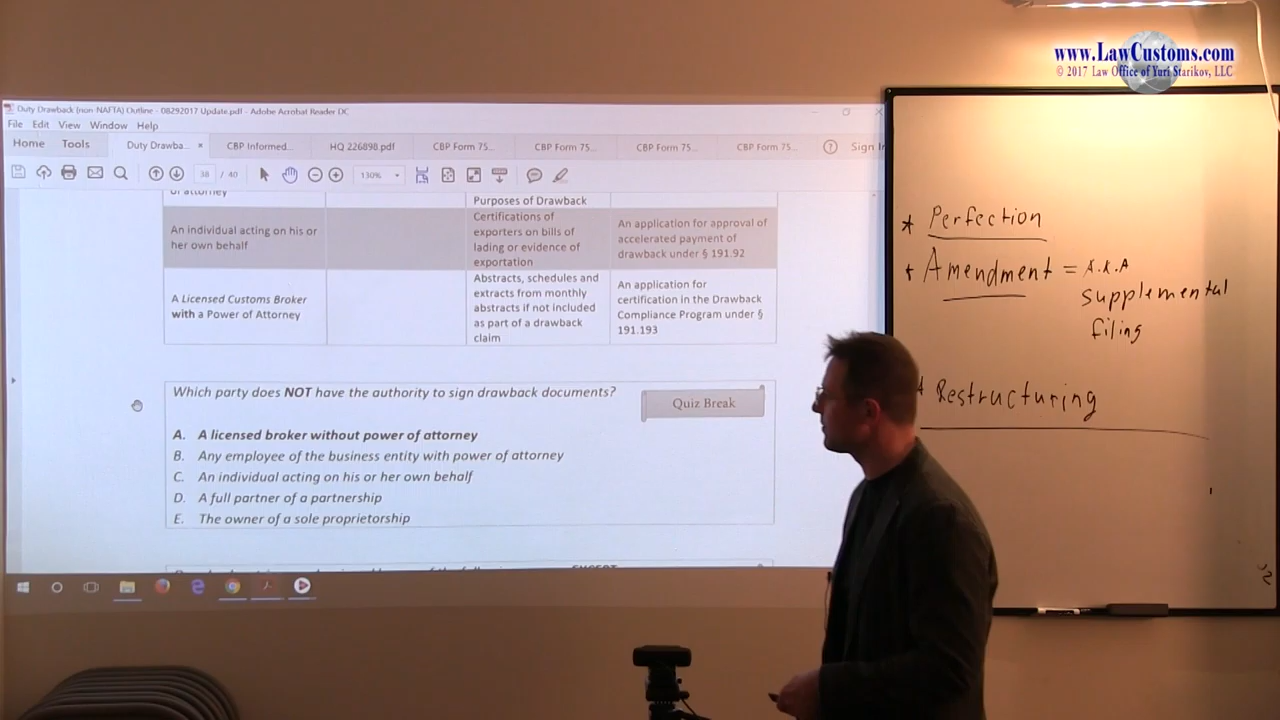 www.LawCustoms.com
© 2017 Law Office of Yuri Starikov, LLC
Duty Drawback (non-NAFTA) Outline - 08292017 Update.pdf - Adobe Acrobat Reader DC
File Edit View Window Help
Home Tools Duty Drawba... × CBP Informed... HQ 226898.pdf CBP Form 75... CBP Form 75... CBP Form 75... CBP Form 75... Sign In
38 / 40 130%
of attorney
Purposes of Drawback
An individual acting on his or
her own behalf
Certifications of
exporters on bills of
lading or evidence of
exportation
An application for approval of
accelerated payment of
drawback under § 191.92
A Licensed Customs Broker
with a Power of Attorney
Abstracts, schedules and
extracts from monthly
abstracts if not included
as part of a drawback
claim
An application for
certification in the Drawback
Compliance Program under §
191.193
Which party does NOT have the authority to sign drawback documents?
Quiz Break
A. A licensed broker without power of attorney
B. Any employee of the business entity with power of attorney
C. An individual acting on his or her own behalf
D. A full partner of a partnership
E. The owner of a sole proprietorship
EXCEPT
* Perfection
* Amendment = A.K.A
supplemental
filing
* Restructuring